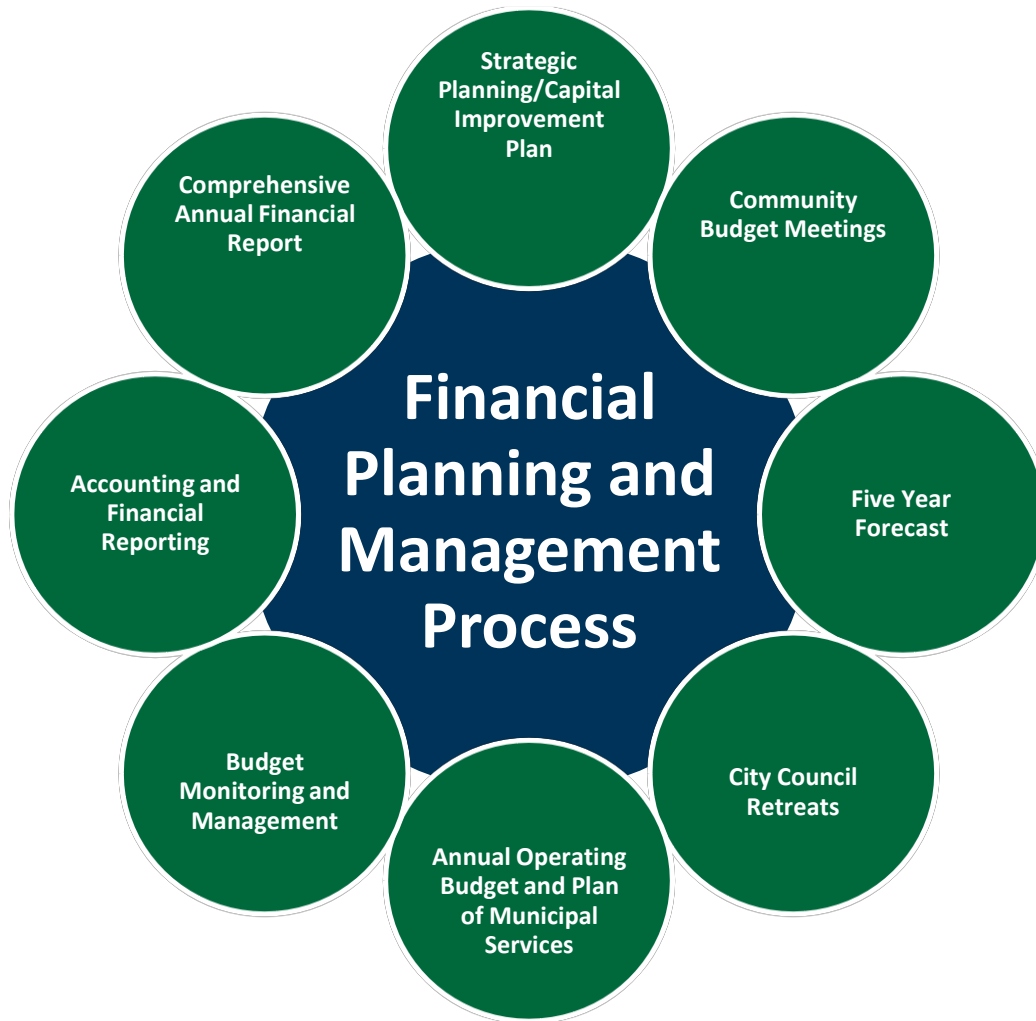 Strategic
Planning/Capital
Improvement
Plan
Community
Budget Meetings
Five Year
Forecast
City Council
Retreats
Annual Operating
Budget and Plan
of Municipal
Services
Budget
Monitoring and
Management
Accounting and
Financial
Reporting
Comprehensive
Annual Financial
Report
Financial
Planning and
Management
Process